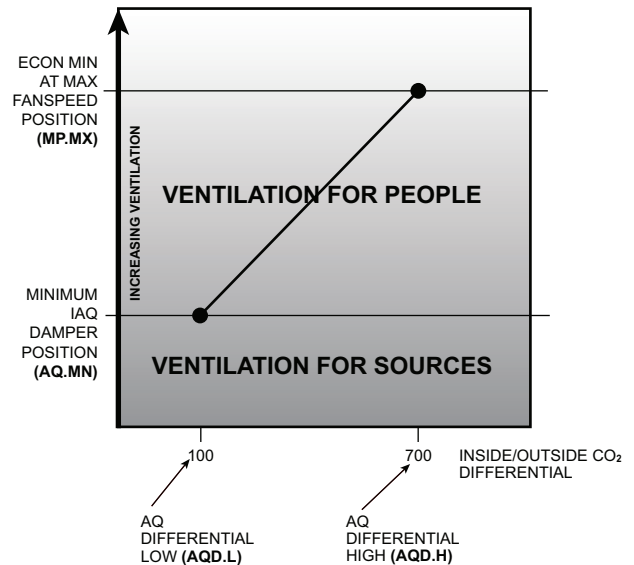 ECON MIN
AT MAX
FANSPEED
POSITION
(MP.MX)
INCREASING VENTILATION
VENTILATION FOR PEOPLE
MINIMUM
IAQ
DAMPER
POSITION
(AQ.MN)
VENTILATION FOR SOURCES
100
700
INSIDE/OUTSIDE CO₂
DIFFERENTIAL
AQ
DIFFERENTIAL
LOW (AQD.L)
AQ
DIFFERENTIAL
HIGH (AQD.H)